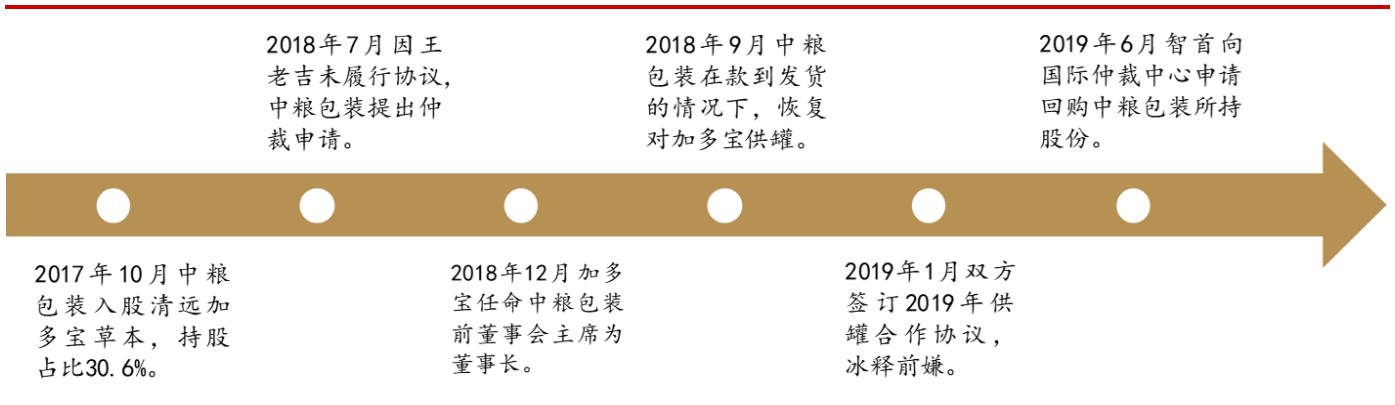 2018年7月因王
老吉未履行协议，
中粮包装提出仲
裁申请。
2018年9月中粮
包装在款到发货
的情况下，恢复
对加多宝供罐。
2019年6月智首向
国际仲裁中心申请
回购中粮包装所持
股份。
2017年10月中粮
包装入股清远加
多宝草本，持股
占比30.6%。
2018年12月加多
宝任命中粮包装
前董事会主席为
董事长。
2019年1月双方
签订2019年供
罐合作协议，
冰释前嫌。